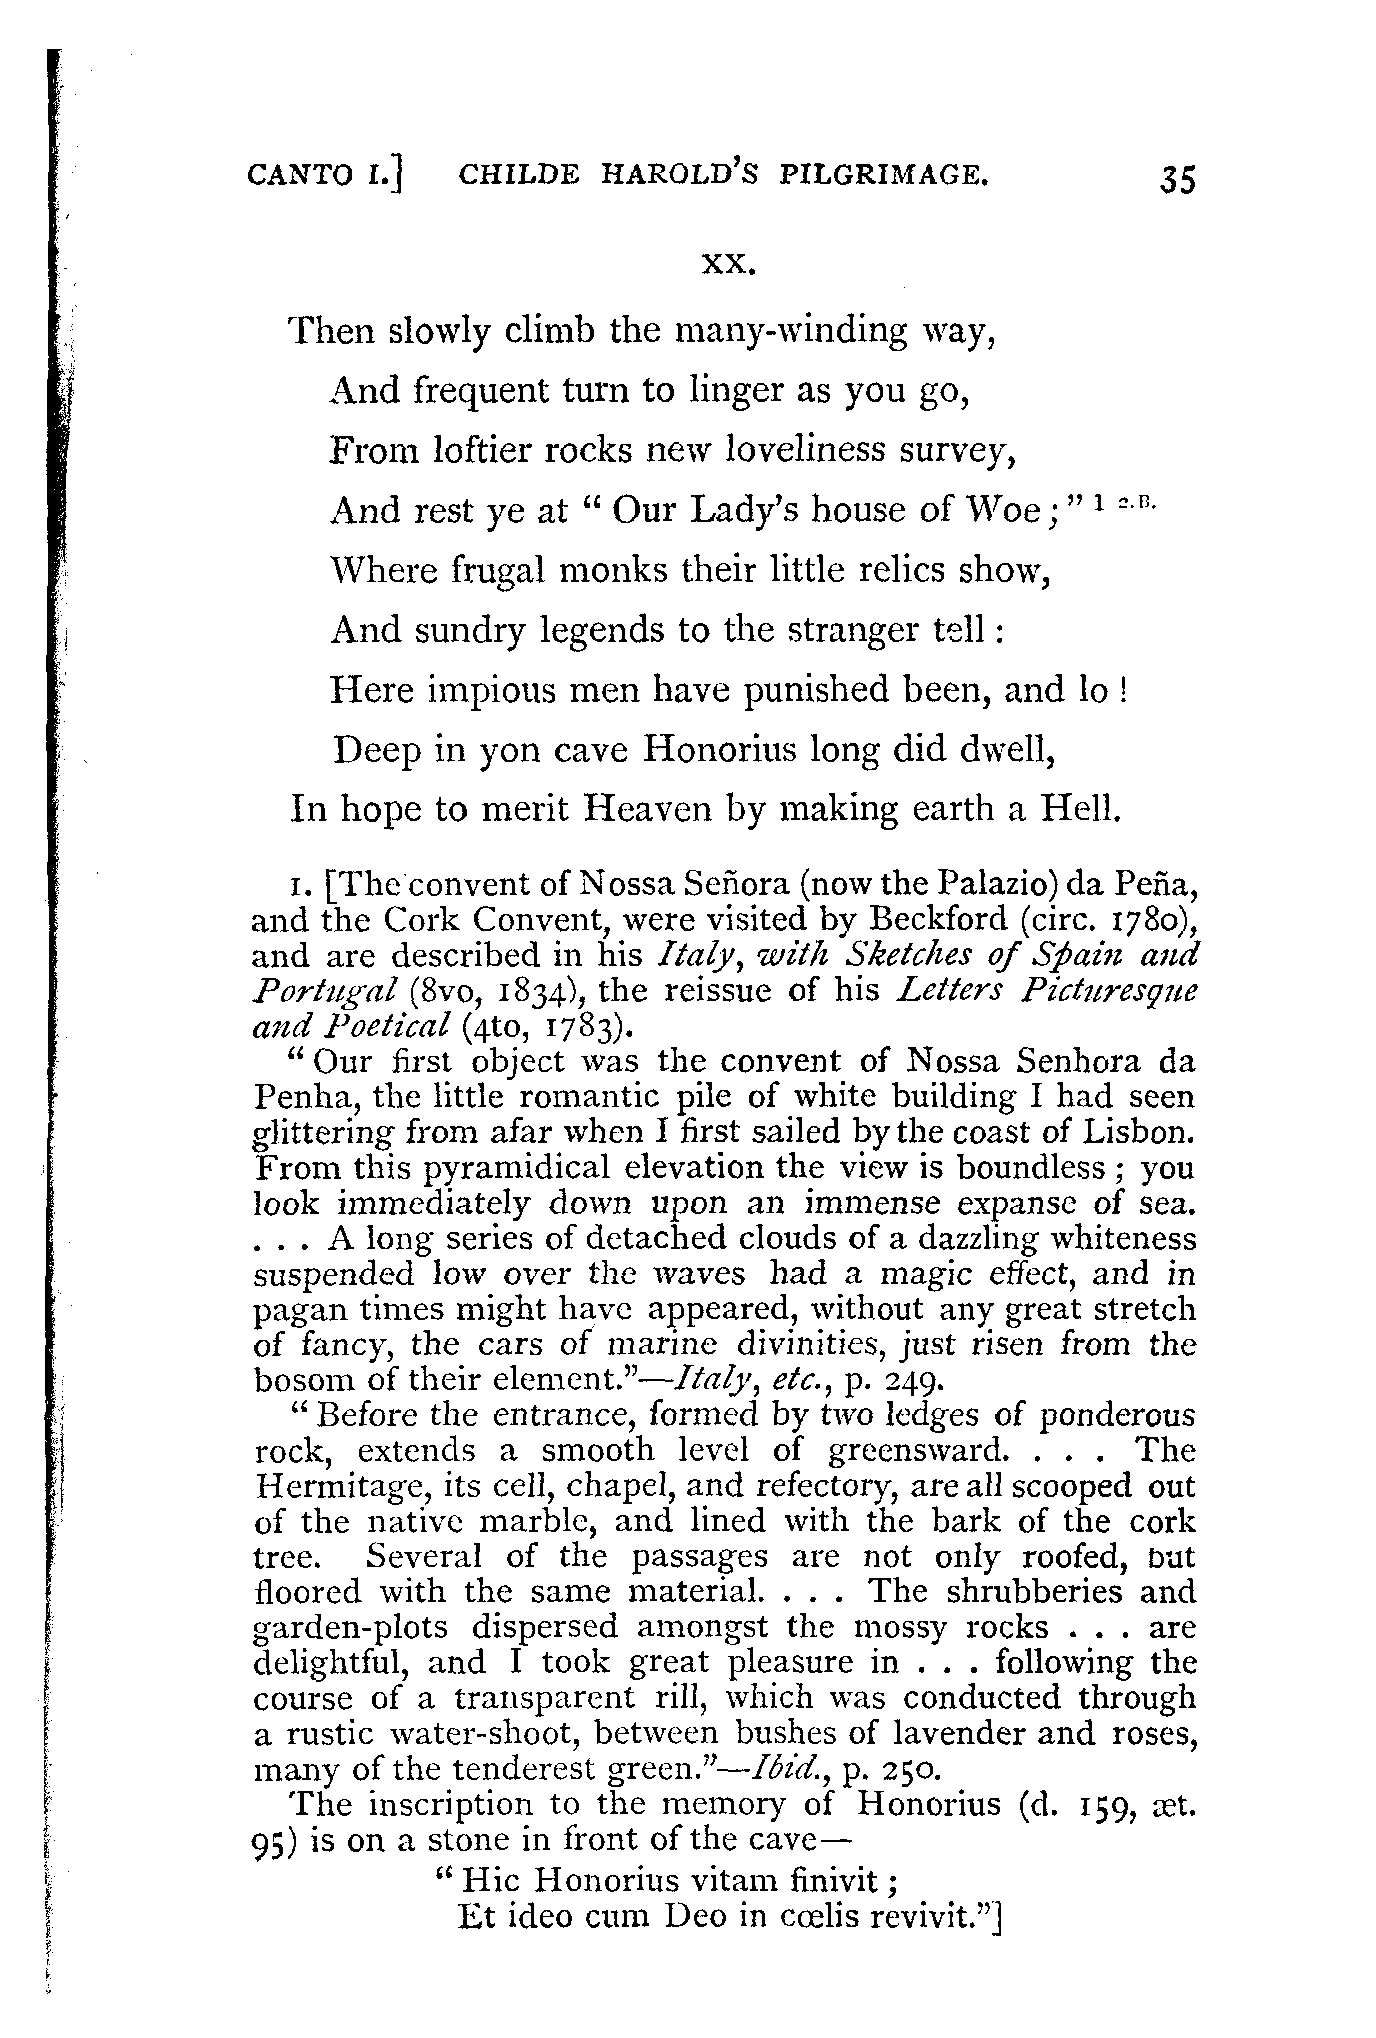 CANTO I.] CHILDE HAROLD'S PILGRIMAGE. 35
XX.
Then slowly climb the many-winding way,
And frequent turn to linger as you go,
From loftier rocks new loveliness survey,
And rest ye at "Our Lady's house of Woe;" 1 2.B.
Where frugal monks their little relics show,
And sundry legends to the stranger tell:
Here impious men have punished been, and lo!
Deep in yon cave Honorius long did dwell,
In hope to merit Heaven by making earth a Hell.
1. [The convent of Nossa Señora (now the Palazio) da Peña,
and the Cork Convent, were visited by Beckford (circ. 1780),
and are described in his Italy, with Sketches of Spain and
Portugal (8vo, 1834), the reissue of his Letters Picturesque
and Poetical (4to, 1783).
"Our first object was the convent of Nossa Senhora da
Penha, the little romantic pile of white building I had seen
glittering from afar when I first sailed by the coast of Lisbon.
From this pyramidical elevation the view is boundless; you
look immediately down upon an immense expanse of sea.
. . . A long series of detached clouds of a dazzling whiteness
suspended low over the waves had a magic effect, and in
pagan times might have appeared, without any great stretch
of fancy, the cars of marine divinities, just risen from the
bosom of their element."—Italy, etc., p. 249.
"Before the entrance, formed by two ledges of ponderous
rock, extends a smooth level of greensward. . . . The
Hermitage, its cell, chapel, and refectory, are all scooped out
of the native marble, and lined with the bark of the cork
tree. Several of the passages are not only roofed, but
floored with the same material. . . . The shrubberies and
garden-plots dispersed amongst the mossy rocks . . . are
delightful, and I took great pleasure in . . . following the
course of a transparent rill, which was conducted through
a rustic water-shoot, between bushes of lavender and roses,
many of the tenderest green."—Ibid., p. 250.
The inscription to the memory of Honorius (d. 159, æt.
95) is on a stone in front of the cave—
"Hic Honorius vitam finivit;
Et ideo cum Deo in cœlis revivit."]